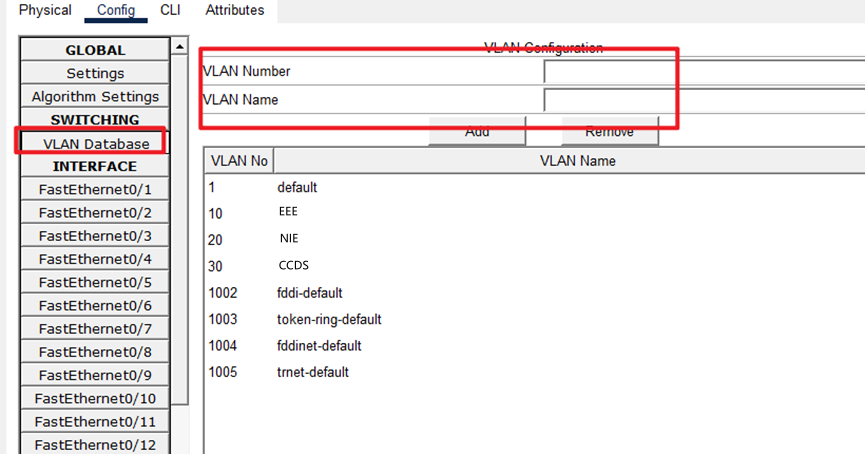 Physical Config CLI Attributes
GLOBAL
Settings
Algorithm Settings
SWITCHING
VLAN Database
INTERFACE
FastEthernet0/1
FastEthernet0/2
FastEthernet0/3
FastEthernet0/4
FastEthernet0/5
FastEthernet0/6
FastEthernet0/7
FastEthernet0/8
FastEthernet0/9
FastEthernet0/10
FastEthernet0/11
FastEthernet0/12
VLAN Configuration
VLAN Number
VLAN Name
Add Remove
VLAN No VLAN Name
1 default
10 EEE
20 NIE
30 CCDS
1002 fddi-default
1003 token-ring-default
1004 fddinet-default
1005 trnet-default